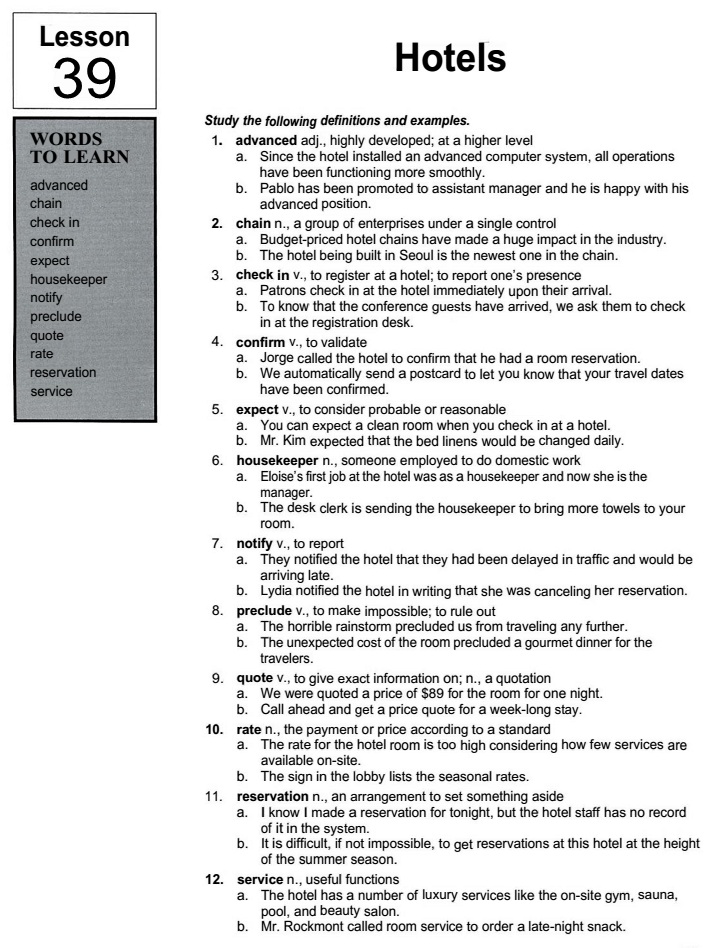 Lesson
39
Hotels
WORDS
TO LEARN
advanced
chain
check in
confirm
expect
housekeeper
notify
preclude
quote
rate
reservation
service
Study the following definitions and examples.
1. advanced adj., highly developed; at a higher level
a. Since the hotel installed an advanced computer system, all operations
have been functioning more smoothly.
b. Pablo has been promoted to assistant manager and he is happy with his
advanced position.
2. chain n., a group of enterprises under a single control
a. Budget-priced hotel chains have made a huge impact in the industry.
b. The hotel being built in Seoul is the newest one in the chain.
3. check in v., to register at a hotel; to report one's presence
a. Patrons check in at the hotel immediately upon their arrival.
b. To know that the conference guests have arrived, we ask them to check
in at the registration desk.
4. confirm v., to validate
a. Jorge called the hotel to confirm that he had a room reservation.
b. We automatically send a postcard to let you know that your travel dates
have been confirmed.
5. expect v., to consider probable or reasonable
a. You can expect a clean room when you check in at a hotel.
b. Mr. Kim expected that the bed linens would be changed daily.
6. housekeeper n., someone employed to do domestic work
a. Eloise's first job at the hotel was as a housekeeper and now she is the
manager.
b. The desk clerk is sending the housekeeper to bring more towels to your
room.
7. notify v., to report
a. They notified the hotel that they had been delayed in traffic and would be
arriving late.
b. Lydia notified the hotel in writing that she was canceling her reservation.
8. preclude v., to make impossible; to rule out
a. The horrible rainstorm precluded us from traveling any further.
b. The unexpected cost of the room precluded a gourmet dinner for the
travelers.
9. quote v., to give exact information on; n., a quotation
a. We were quoted a price of $89 for the room for one night.
b. Call ahead and get a price quote for a week-long stay.
10. rate n., the payment or price according to a standard
a. The rate for the hotel room is too high considering how few services are
available on-site.
b. The sign in the lobby lists the seasonal rates.
11. reservation n., an arrangement to set something aside
a. I know I made a reservation for tonight, but the hotel staff has no record
of it in the system.
b. It is difficult, if not impossible, to get reservations at this hotel at the height
of the summer season.
12. service n., useful functions
a. The hotel has a number of luxury services like the on-site gym, sauna,
pool, and beauty salon.
b. Mr. Rockmont called room service to order a late-night snack.